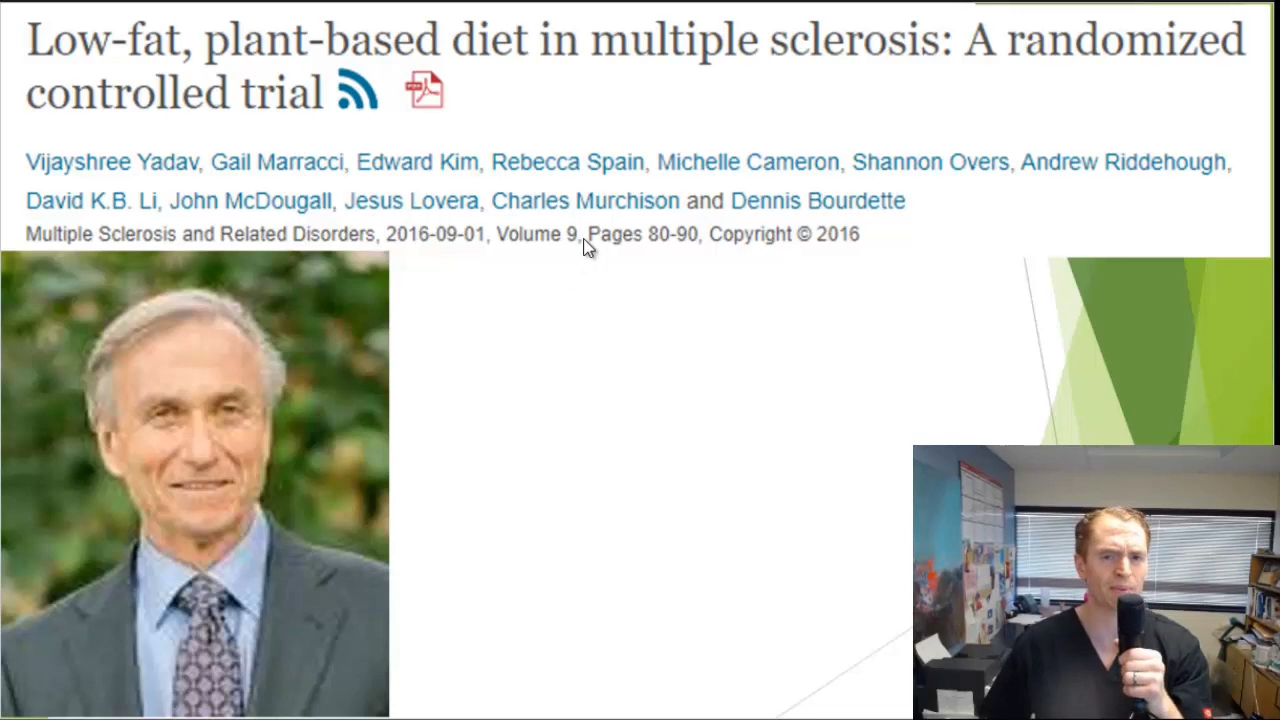 Low-fat, plant-based diet in multiple sclerosis: A randomized
controlled trial
Vijayshree Yadav, Gail Marracci, Edward Kim, Rebecca Spain, Michelle Cameron, Shannon Overs, Andrew Riddehough,
David K.B. Li, John McDougall, Jesus Lovera, Charles Murchison and Dennis Bourdette
Multiple Sclerosis and Related Disorders, 2016-09-01, Volume 9, Pages 80-90, Copyright © 2016